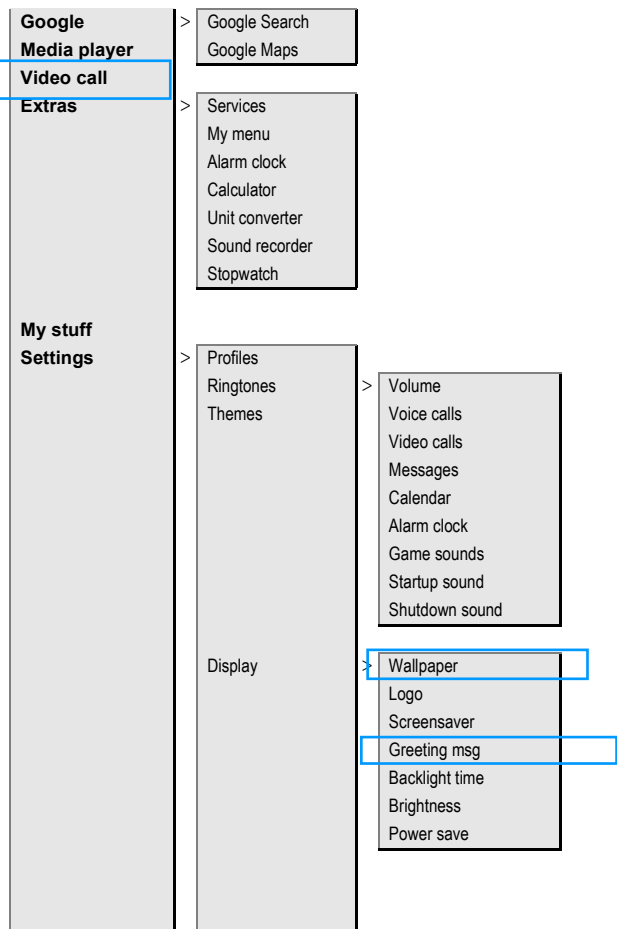 Google > Google Search
Media player Google Maps
Video call
Extras > Services
My menu
Alarm clock
Calculator
Unit converter
Sound recorder
Stopwatch
My stuff
Settings > Profiles
Ringtones > Volume
Themes Voice calls
Video calls
Messages
Calendar
Alarm clock
Game sounds
Startup sound
Shutdown sound
Display > Wallpaper
Logo
Screensaver
Greeting msg
Backlight time
Brightness
Power save